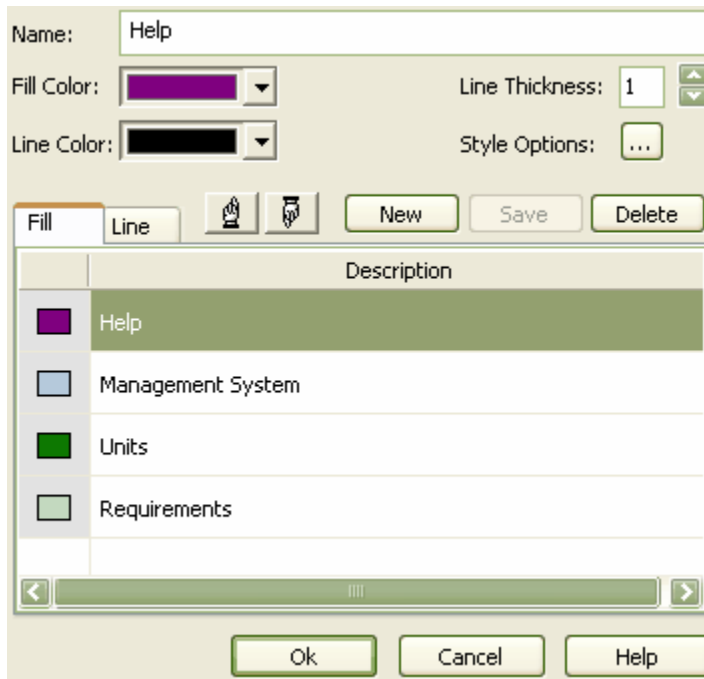 Name: Help
Fill Color: Line Thickness: 1
Line Color: Style Options: ...
Fill Line New Save Delete
Description
Help
Management System
Units
Requirements
Ok Cancel Help